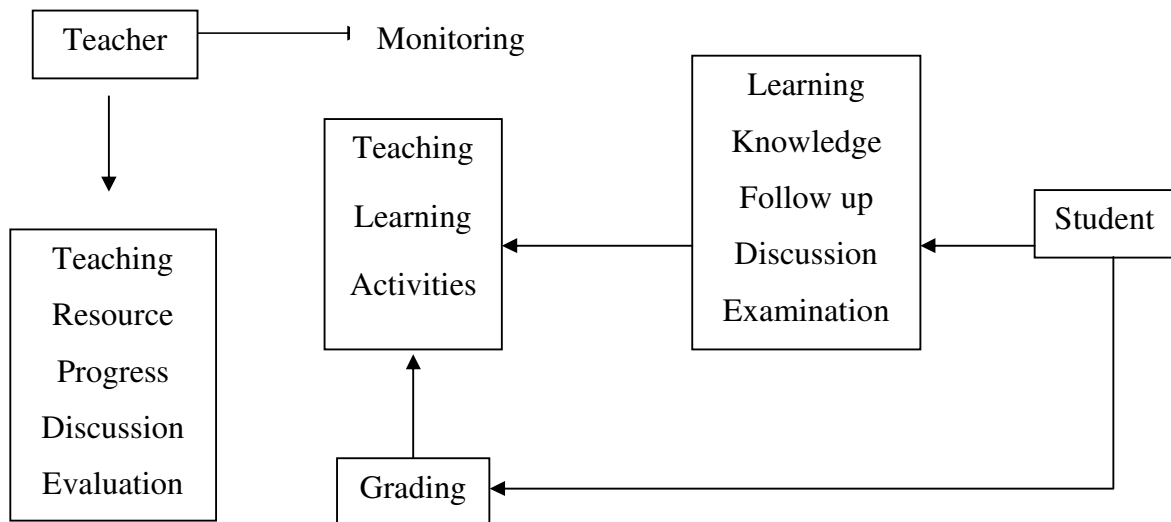 Teacher
Monitoring
Teaching
Resource
Progress
Discussion
Evaluation
Teaching
Learning
Activities
Learning
Knowledge
Follow up
Discussion
Examination
Student
Grading